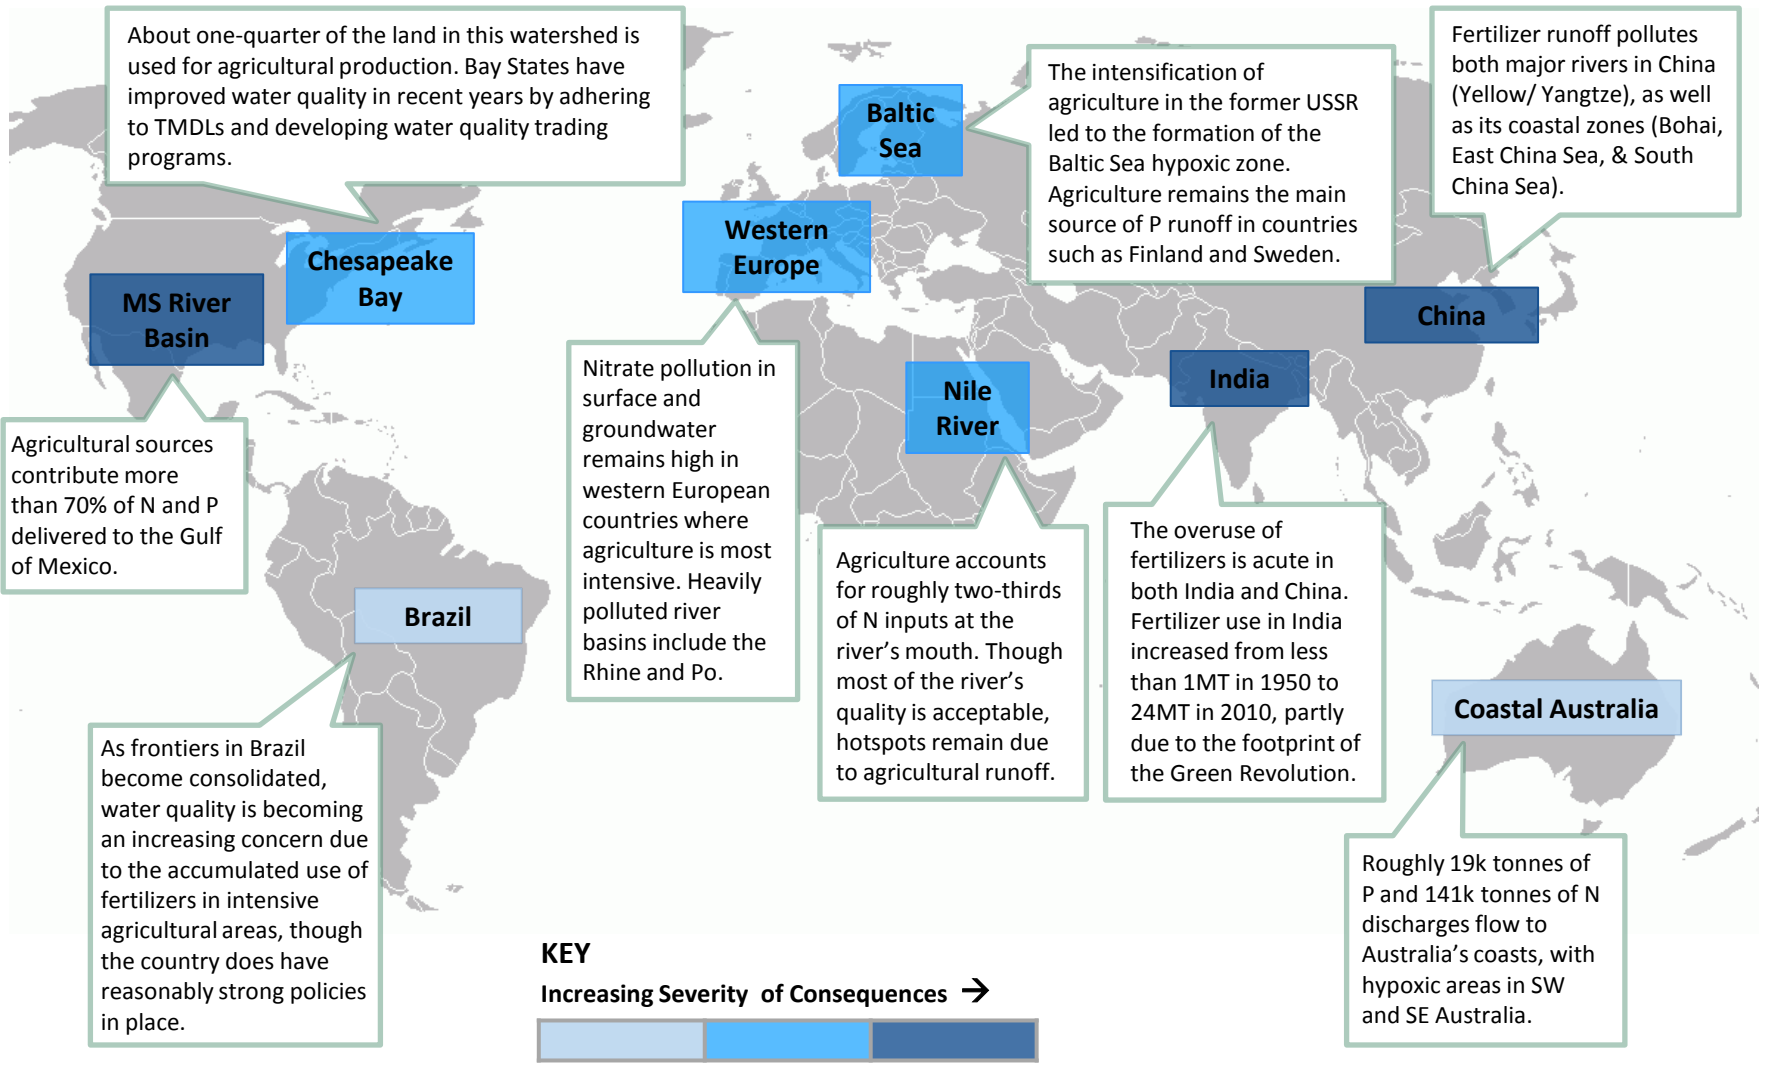 About one-quarter of the land in this watershed is
used for agricultural production. Bay States have
improved water quality in recent years by adhering
to TMDLs and developing water quality trading
programs.
Chesapeake
Bay
MS River
Basin
Agricultural sources
contribute more
than 70% of N and P
delivered to the Gulf
of Mexico.
Brazil
As frontiers in Brazil
become consolidated,
water quality is becoming
an increasing concern due
to the accumulated use of
fertilizers in intensive
agricultural areas, though
the country does have
reasonably strong policies
in place.
Baltic
Sea
The intensification of
agriculture in the former USSR
led to the formation of the
Baltic Sea hypoxic zone.
Agriculture remains the main
source of P runoff in countries
such as Finland and Sweden.
Western
Europe
Nitrate pollution in
surface and
groundwater
remains high in
western European
countries where
agriculture is most
intensive. Heavily
polluted river
basins include the
Rhine and Po.
Nile
River
Agriculture accounts
for roughly two-thirds
of N inputs at the
river’s mouth. Though
most of the river’s
quality is acceptable,
hotspots remain due
to agricultural runoff.
Fertilizer runoff pollutes
both major rivers in China
(Yellow/ Yangtze), as well
as its coastal zones (Bohai,
East China Sea, & South
China Sea).
China
India
The overuse of
fertilizers is acute in
both India and China.
Fertilizer use in India
increased from less
than 1MT in 1950 to
24MT in 2010, partly
due to the footprint of
the Green Revolution.
Coastal Australia
Roughly 19k tonnes of
P and 141k tonnes of N
discharges flow to
Australia’s coasts, with
hypoxic areas in SW
and SE Australia.
KEY
Increasing Severity of Consequences →